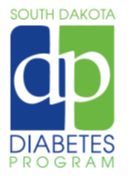 SOUTH DAKOTA
dp
DIABETES
PROGRAM